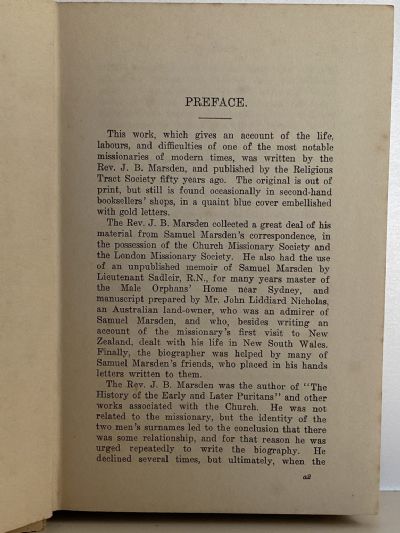 PREFACE.
This work, which gives an account of the life,
labours, and difficulties of one of the most notable
missionaries of modern times, was written by the
Rev. J. B. Marsden, and published by the Religious
Tract Society fifty years ago. The original is out of
print, but still is found occasionally in second-hand
booksellers' shops, in a quaint blue cover embellished
with gold letters.
The Rev. J. B. Marsden collected a great deal of his
material from Samuel Marsden's correspondence, in
the possession of the Church Missionary Society and
the London Missionary Society. He also had the use
of an unpublished memoir of Samuel Marsden by
Lieutenant Sadleir, R.N., for many years master of
the Male Orphans' Home near Sydney, and
manuscript prepared by Mr. John Liddiard Nicholas,
an Australian land-owner, who was an admirer of
Samuel Marsden, and who, besides writing an
account of the missionary's first visit to New
Zealand, dealt with his life in New South Wales.
Finally, the biographer was helped by many of
Samuel Marsden's friends, who placed in his hands
letters written to them.
The Rev. J. B. Marsden was the author of "The
History of the Early and Later Puritans" and other
works associated with the Church. He was not
related to the missionary, but the identity of the
two men's surnames led to the conclusion that there
was some relationship, and for that reason he was
urged repeatedly to write the biography. He
declined several times, but ultimately, when the